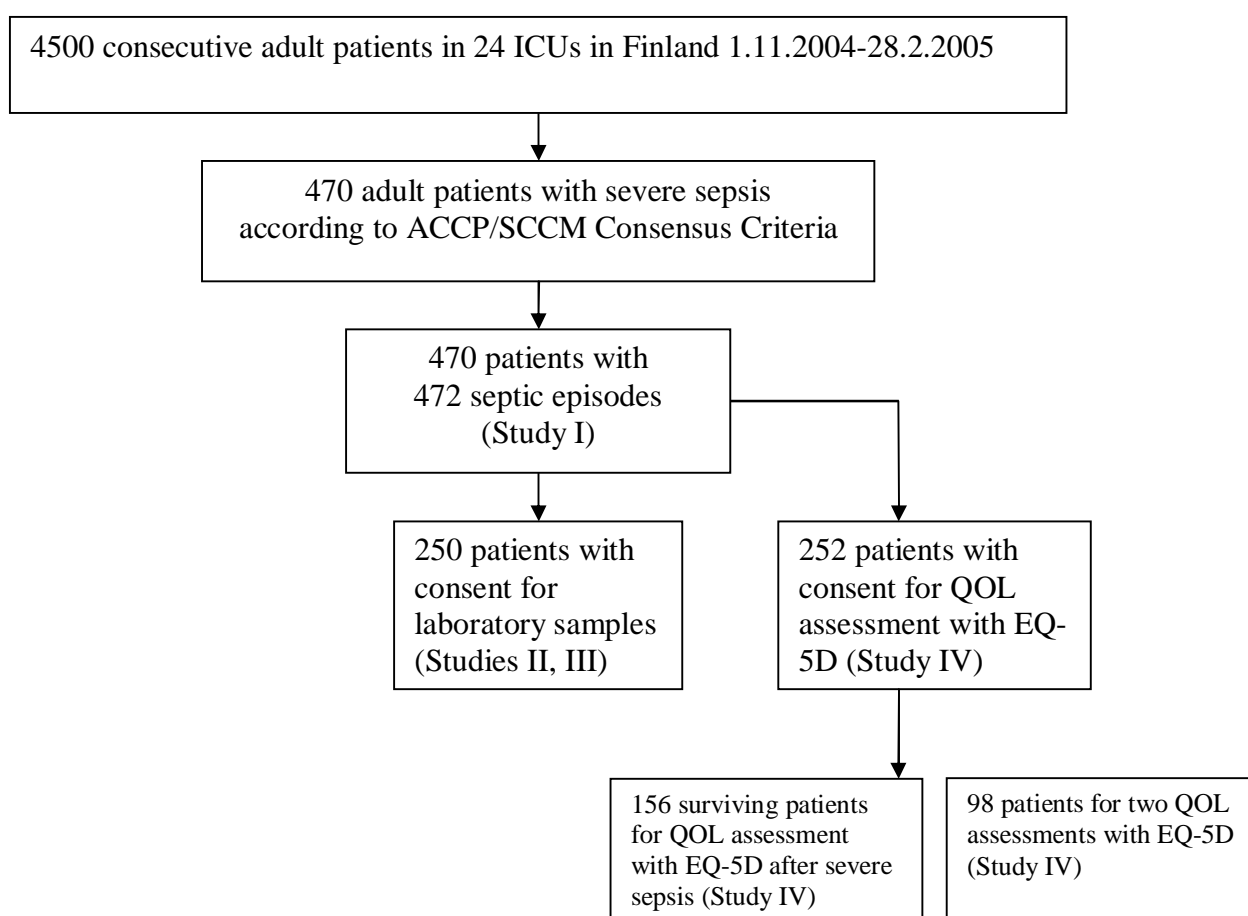 4500 consecutive adult patients in 24 ICUs in Finland 1.11.2004-28.2.2005
470 adult patients with severe sepsis
according to ACCP/SCCM Consensus Criteria
470 patients with
472 septic episodes
(Study I)
250 patients with
consent for
laboratory samples
(Studies II, III)
252 patients with
consent for QOL
assessment with EQ-
5D (Study IV)
156 surviving patients
for QOL assessment
with EQ-5D after severe
sepsis (Study IV)
98 patients for two QOL
assessments with EQ-5D
(Study IV)